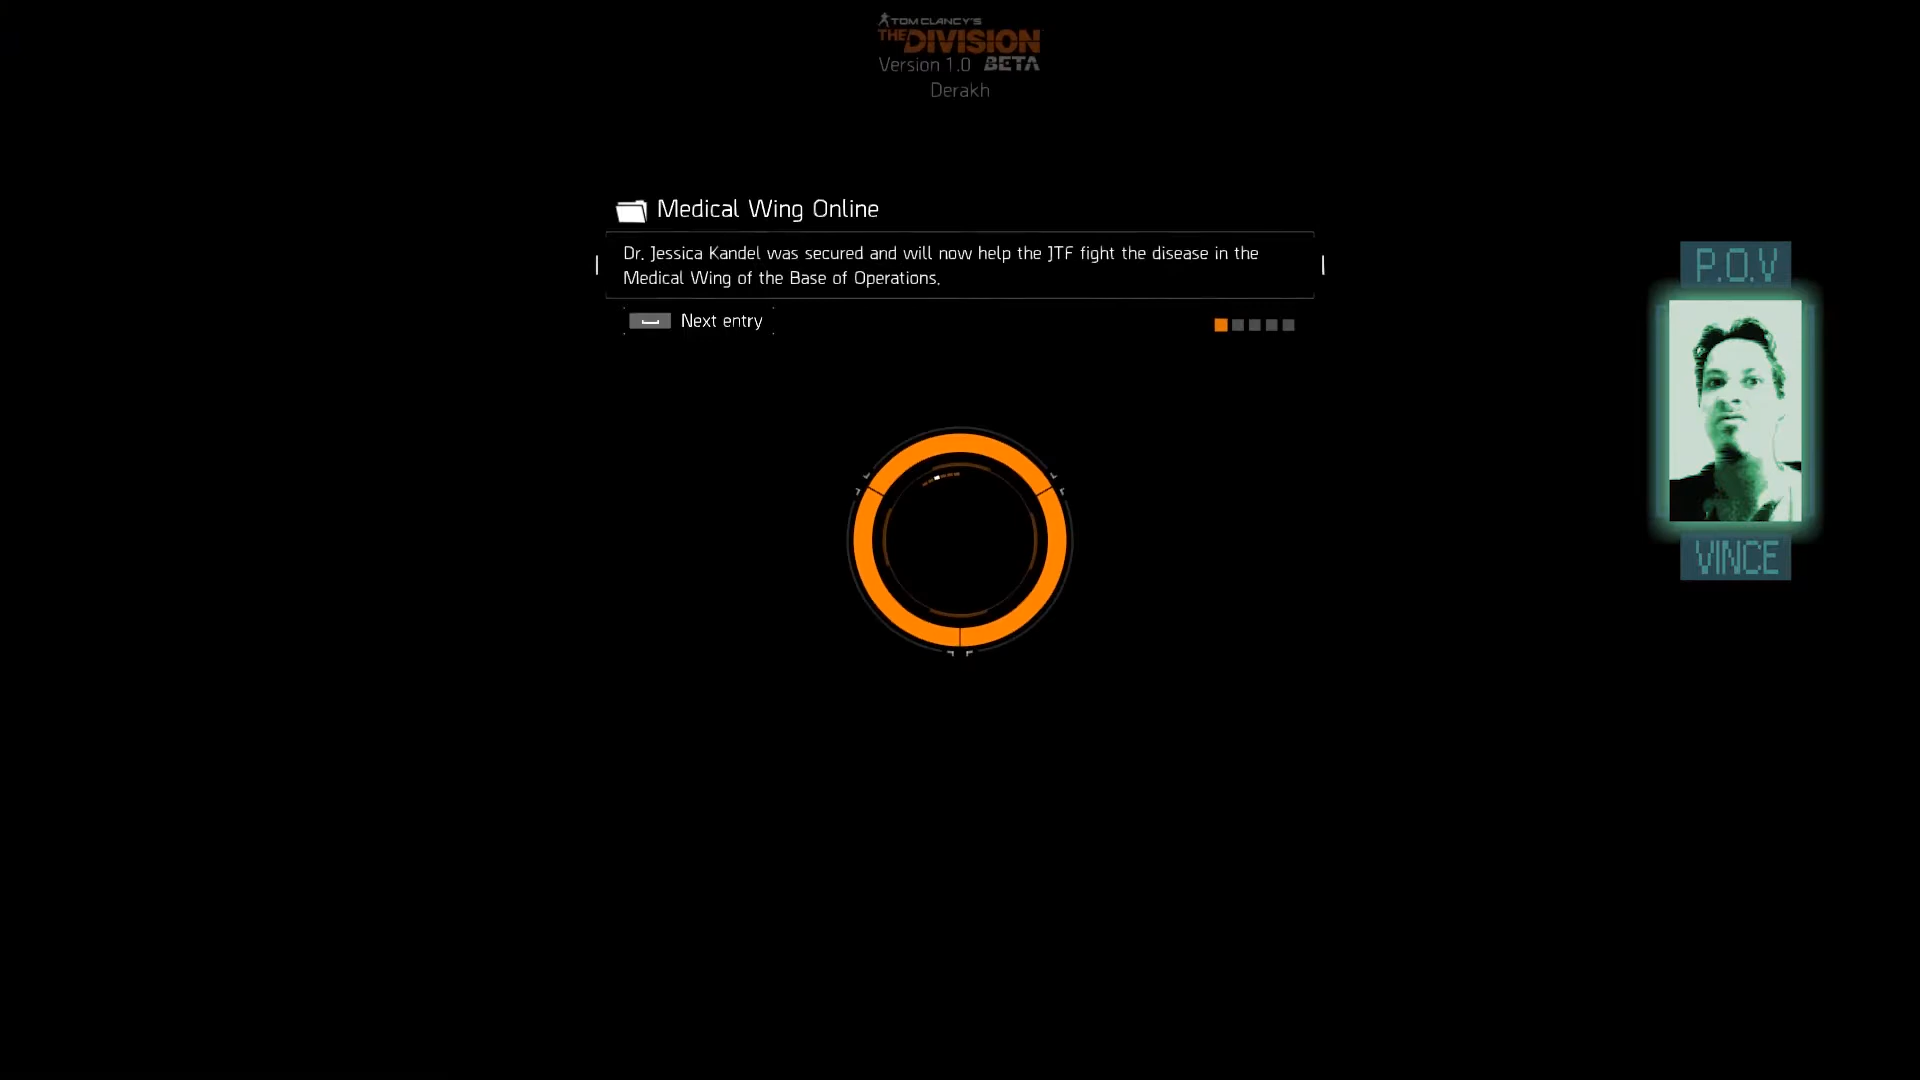 TOM CLANCY'S
THE DIVISION
Version 1.0 BETA
Derakh
Medical Wing Online
Dr. Jessica Kandel was secured and will now help the JTF fight the disease in the
Medical Wing of the Base of Operations.
Next entry
P.O.V
VINCE